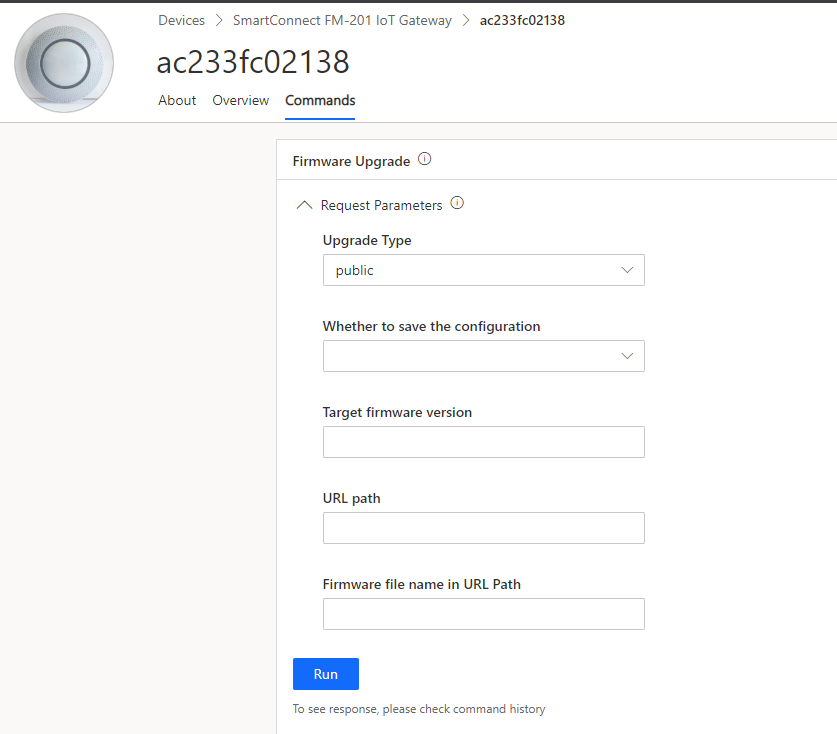 Devices > SmartConnect FM-201 IoT Gateway > ac233fc02138
ac233fc02138
About Overview Commands
Firmware Upgrade
Request Parameters
Upgrade Type
public
Whether to save the configuration
Target firmware version
URL path
Firmware file name in URL Path
Run
To see response, please check command history